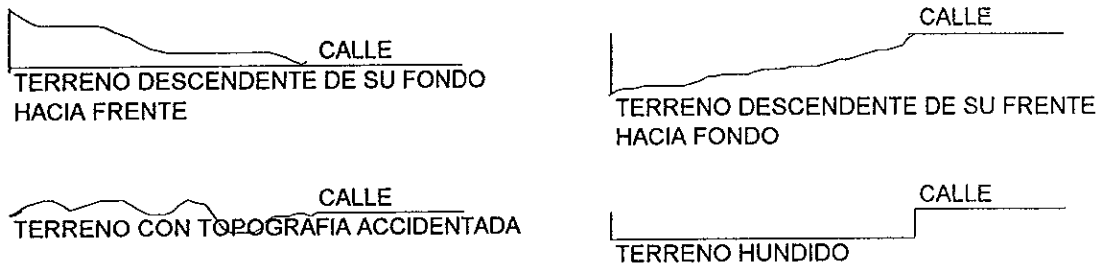 CALLE
TERRENO DESCENDENTE DE SU FONDO
HACIA FRENTE
CALLE
TERRENO DESCENDENTE DE SU FRENTE
HACIA FONDO
CALLE
TERRENO CON TOPOGRAFIA ACCIDENTADA
CALLE
TERRENO HUNDIDO